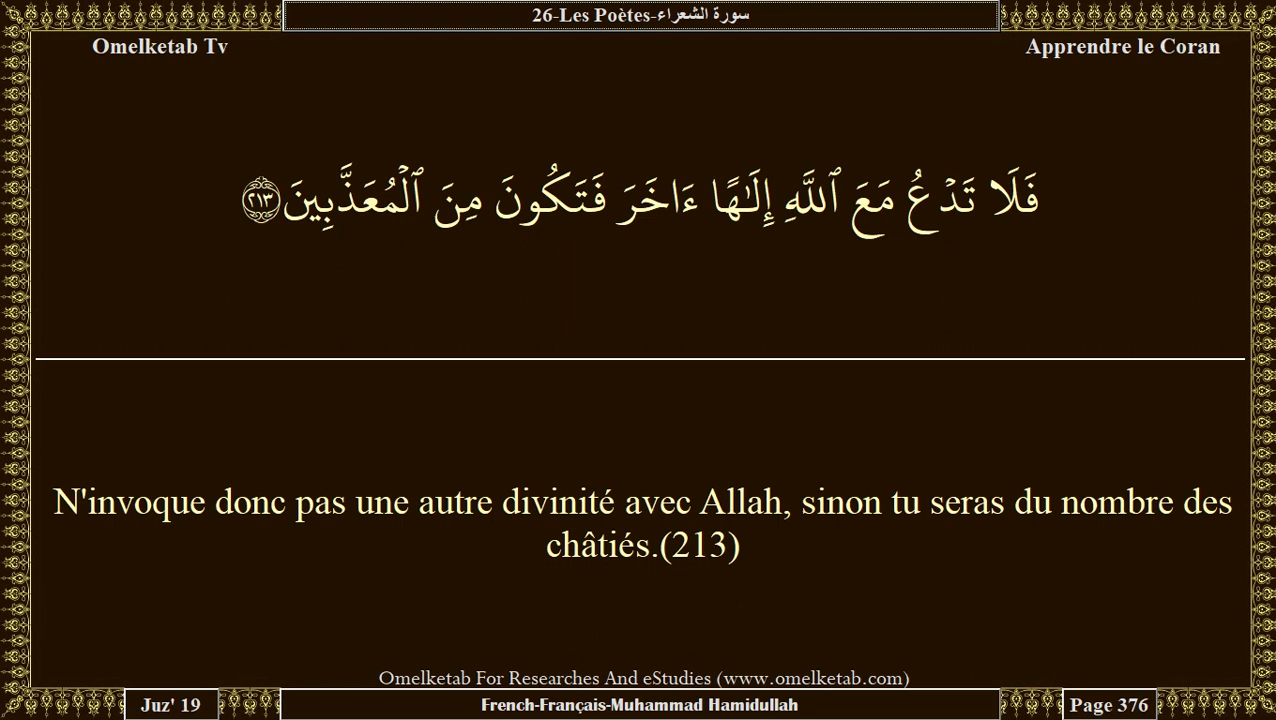 26-Les Poètes-سورة الشعراء
Omelketab Tv
Apprendre le Coran
فَلَا تَدۡعُ مَعَ ٱللَّهِ إِلَٰهًا ءَاخَرَ فَتَكُونَ مِنَ ٱلۡمُعَذَّبِينَ ٢١٣
N'invoque donc pas une autre divinité avec Allah, sinon tu seras du nombre des
châtiés.(213)
Omelketab For Researches And eStudies (www.omelketab.com)
Juz' 19
French-Français-Muhammad Hamidullah
Page 376